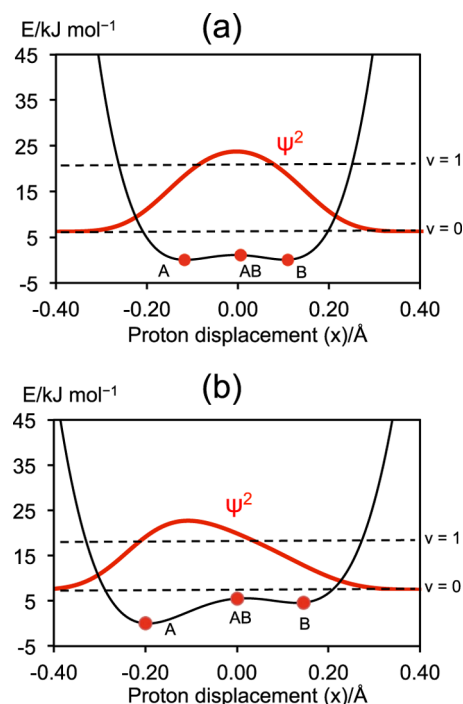 (a)
E/kJ mol⁻¹
45
35
25
15
5
-5
Ψ²
v = 1
v = 0
A
AB
B
-0.40 -0.20 0.00 0.20 0.40
Proton displacement (x)/Å
(b)
E/kJ mol⁻¹
45
35
25
15
5
-5
Ψ²
v = 1
v = 0
A
AB
B
-0.40 -0.20 0.00 0.20 0.40
Proton displacement (x)/Å